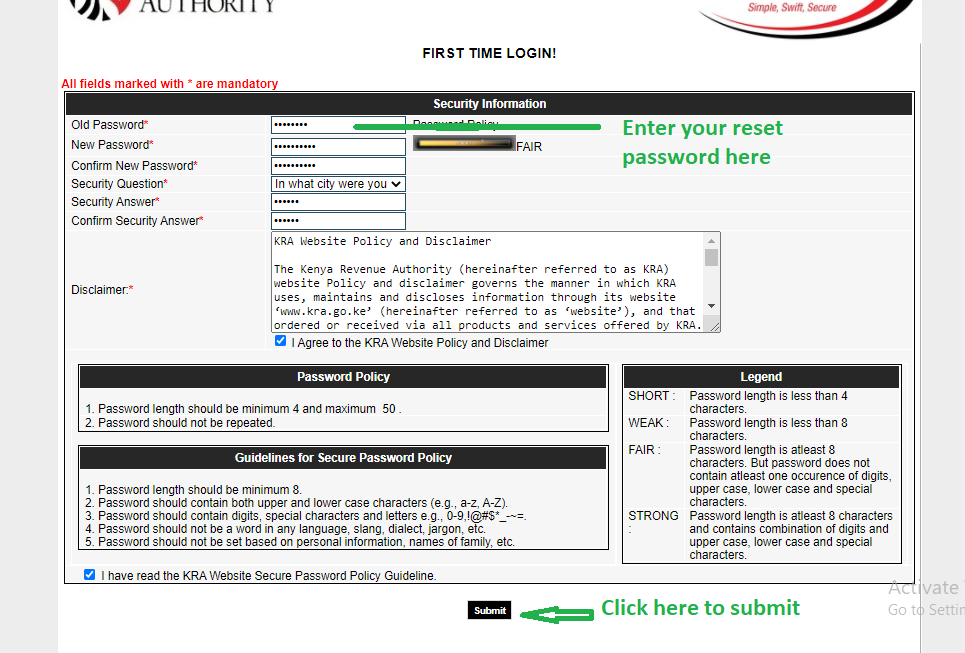 AUTHORITY
Simple, Swift, Secure
FIRST TIME LOGIN!
All fields marked with * are mandatory
Security Information
Old Password*
Password Policy
Enter your reset
password here
New Password*
FAIR
Confirm New Password*
Security Question*
In what city were you
Security Answer*
Confirm Security Answer*
Disclaimer:*
KRA Website Policy and Disclaimer
The Kenya Revenue Authority (hereinafter referred to as KRA)
website Policy and disclaimer governs the manner in which KRA
uses, maintains and discloses information through its website
‘www.kra.go.ke’ (hereinafter referred to as ‘website’), and that
ordered or received via all products and services offered by KRA.
I Agree to the KRA Website Policy and Disclaimer
Password Policy
1. Password length should be minimum 4 and maximum 50 .
2. Password should not be repeated.
Guidelines for Secure Password Policy
1. Password length should be minimum 8.
2. Password should contain both upper and lower case characters (e.g., a-z, A-Z).
3. Password should contain digits, special characters and letters e.g., 0-9,!@#$*_-~=.
4. Password should not be a word in any language, slang, dialect, jargon, etc.
5. Password should not be set based on personal information, names of family, etc.
Legend
SHORT : Password length is less than 4
characters.
WEAK : Password length is less than 8
characters.
FAIR : Password length is atleast 8
characters. But password does not
contain atleast one occurence of digits,
upper case, lower case and special
characters.
STRONG : Password length is atleast 8 characters
and contains combination of digits and
upper case, lower case and special
characters.
I have read the KRA Website Secure Password Policy Guideline.
Submit
Click here to submit
Activate
Go to Settin